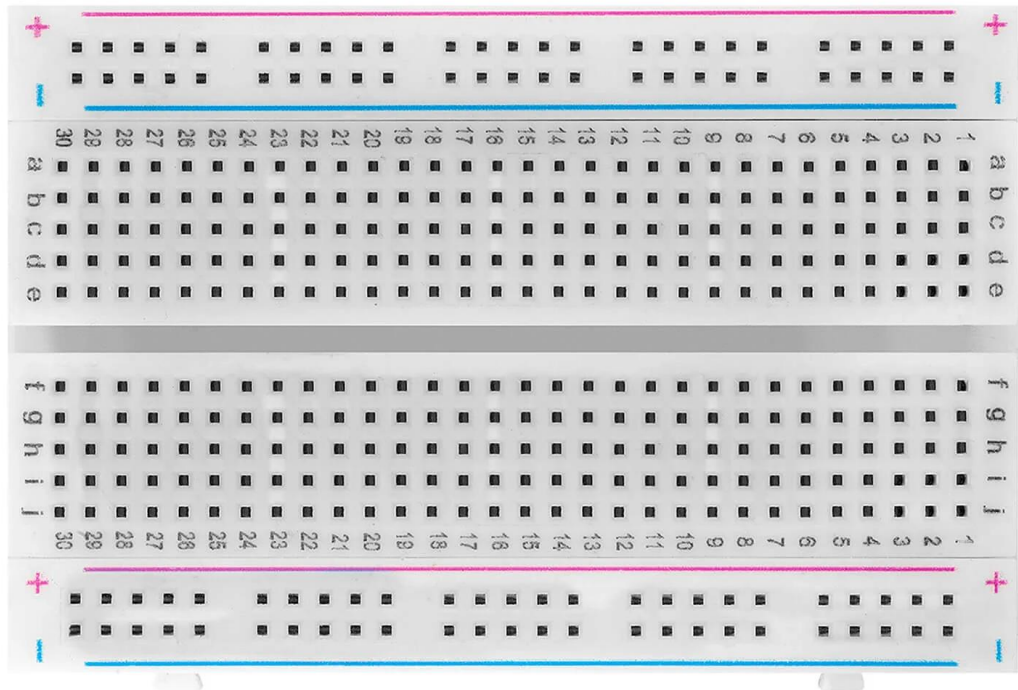 + +
- -
30 29 28 27 26 25 24 23 22 21 20 19 18 17 16 15 14 13 12 11 10 9 8 7 6 5 4 3 2 1
a a
b b
c c
d d
e e
f f
g g
h h
i i
j j
30 29 28 27 26 25 24 23 22 21 20 19 18 17 16 15 14 13 12 11 10 9 8 7 6 5 4 3 2 1
+ +
- -